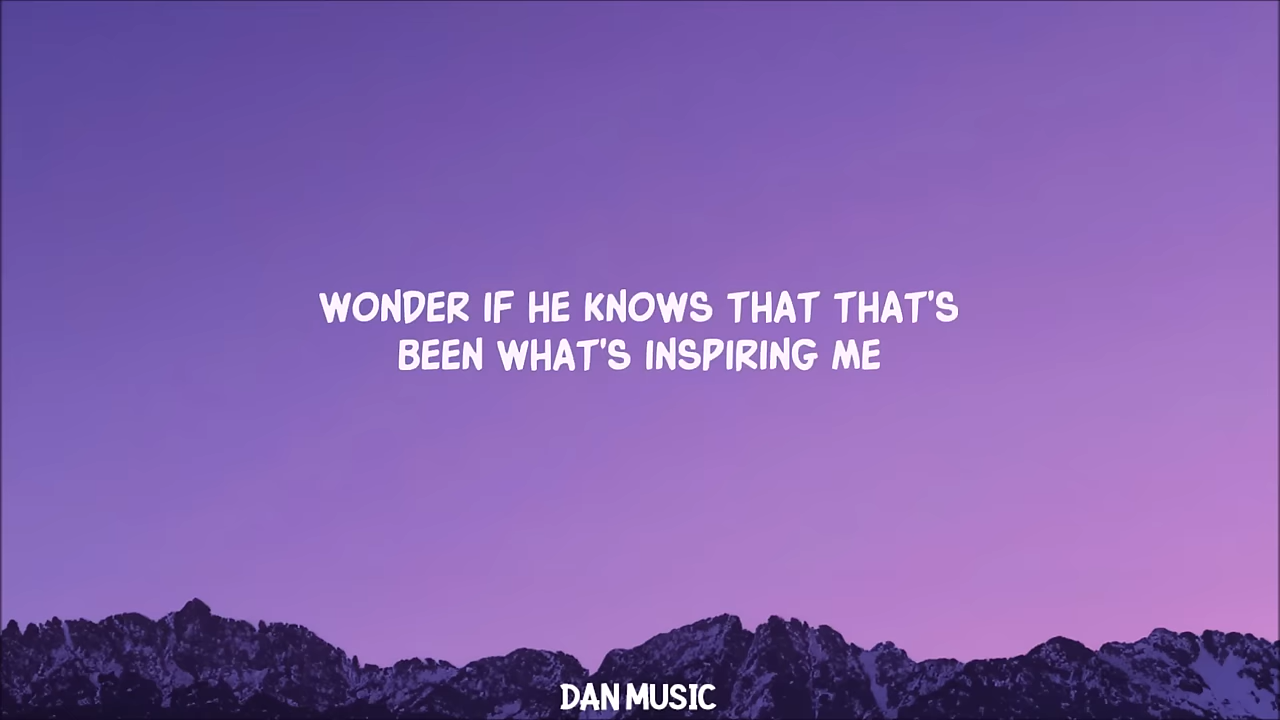 WONDER IF HE KNOWS THAT THAT'S
BEEN WHAT'S INSPIRING ME
DAN MUSIC